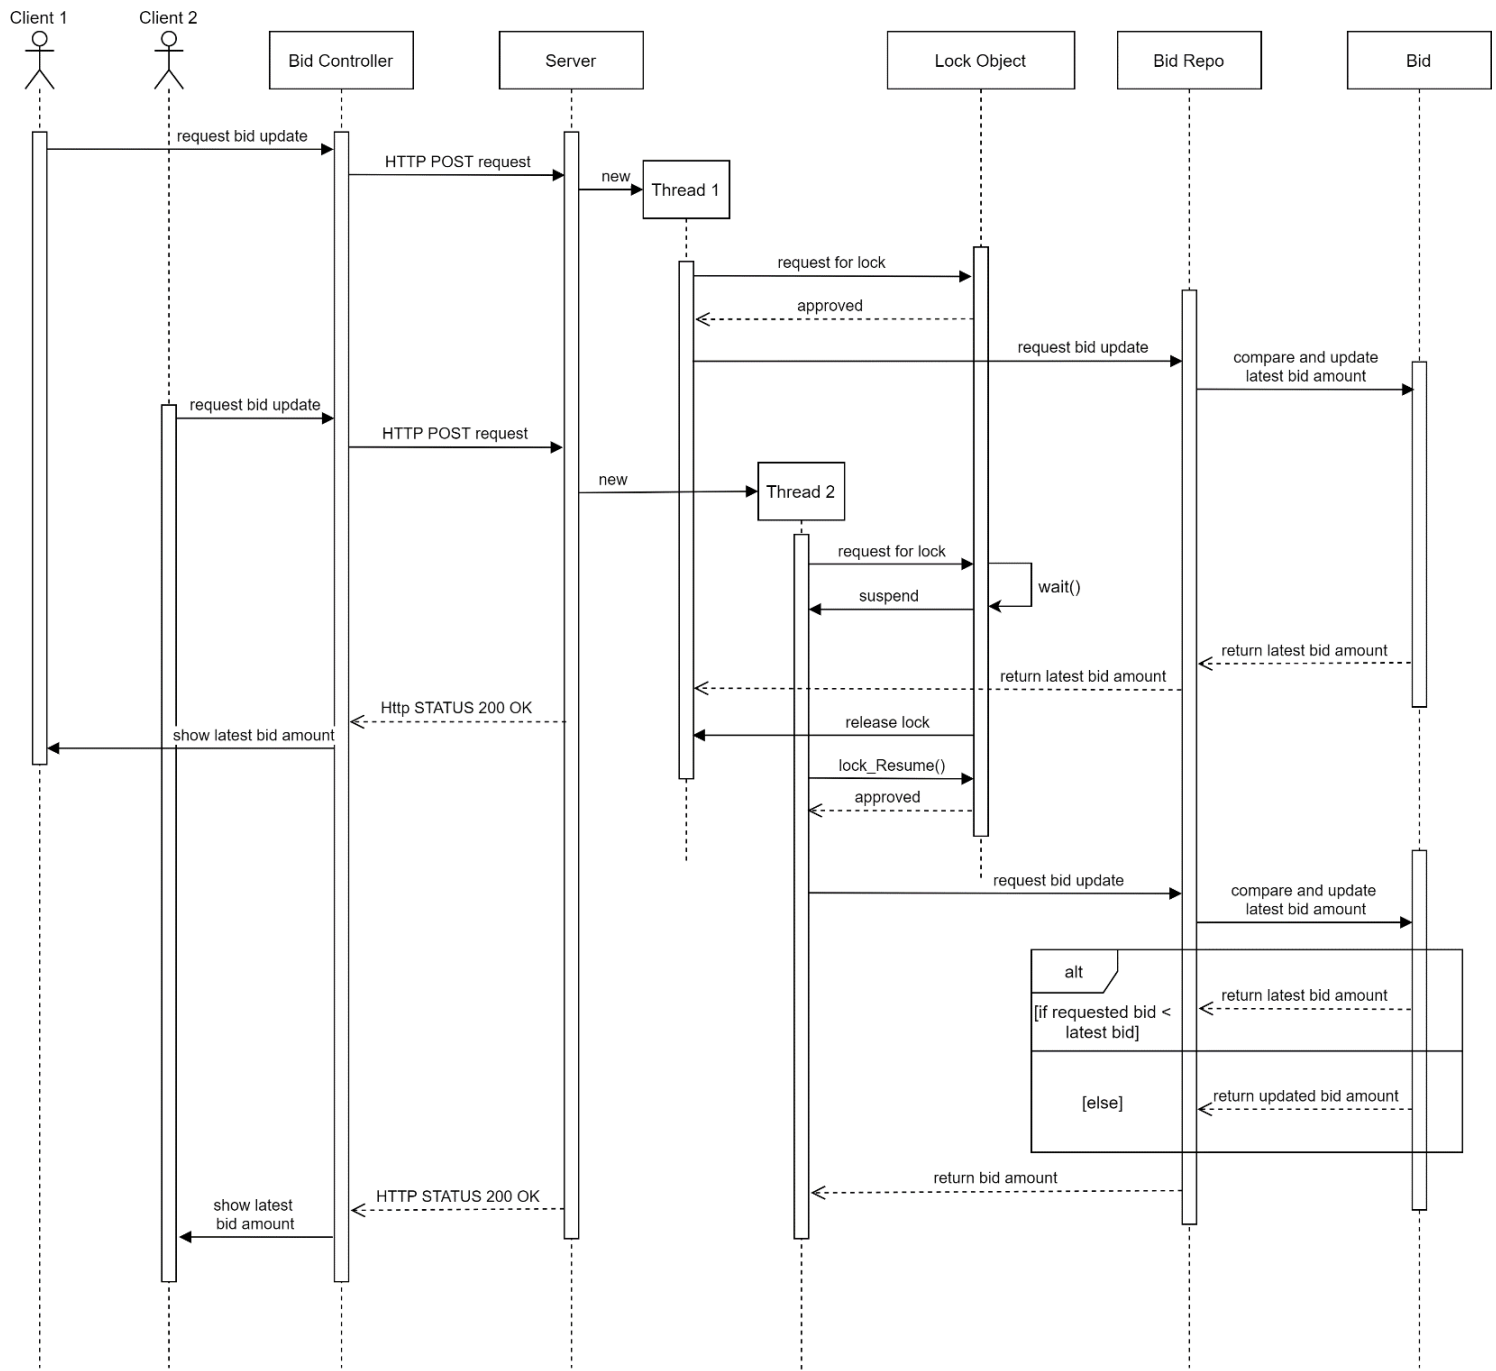 Client 1
Client 2
Bid Controller
Server
Lock Object
Bid Repo
Bid
request bid update
HTTP POST request
new
Thread 1
request for lock
approved
request bid update
compare and update
latest bid amount
request bid update
HTTP POST request
new
Thread 2
request for lock
wait()
suspend
return latest bid amount
return latest bid amount
Http STATUS 200 OK
release lock
show latest bid amount
lock_Resume()
approved
request bid update
compare and update
latest bid amount
alt
return latest bid amount
[if requested bid <
latest bid]
return updated bid amount
[else]
return bid amount
HTTP STATUS 200 OK
show latest
bid amount